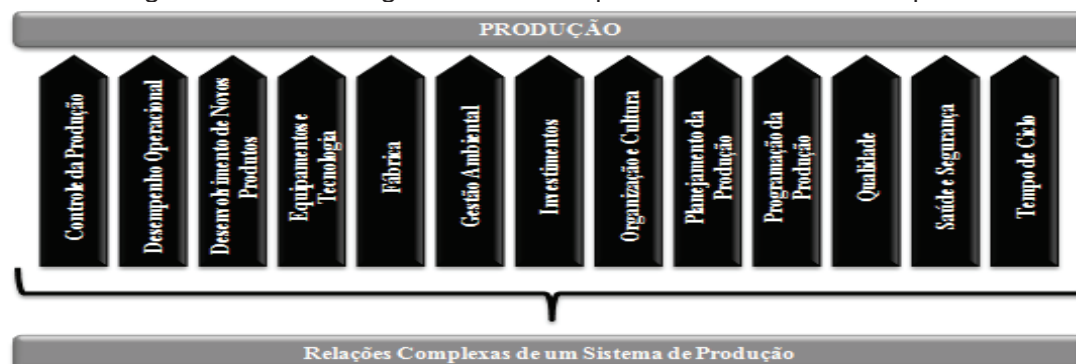 PRODUÇÃO
Controle da Produção
Desempenho Operacional
Desenvolvimento de Novos
Produtos
Equipamentos e
Tecnologia
Fábrica
Gestão Ambiental
Investimentos
Organização e Cultura
Planejamento da
Produção
Programação da
Produção
Qualidade
Saúde e Segurança
Tempo de Ciclo
Relações Complexas de um Sistema de Produção